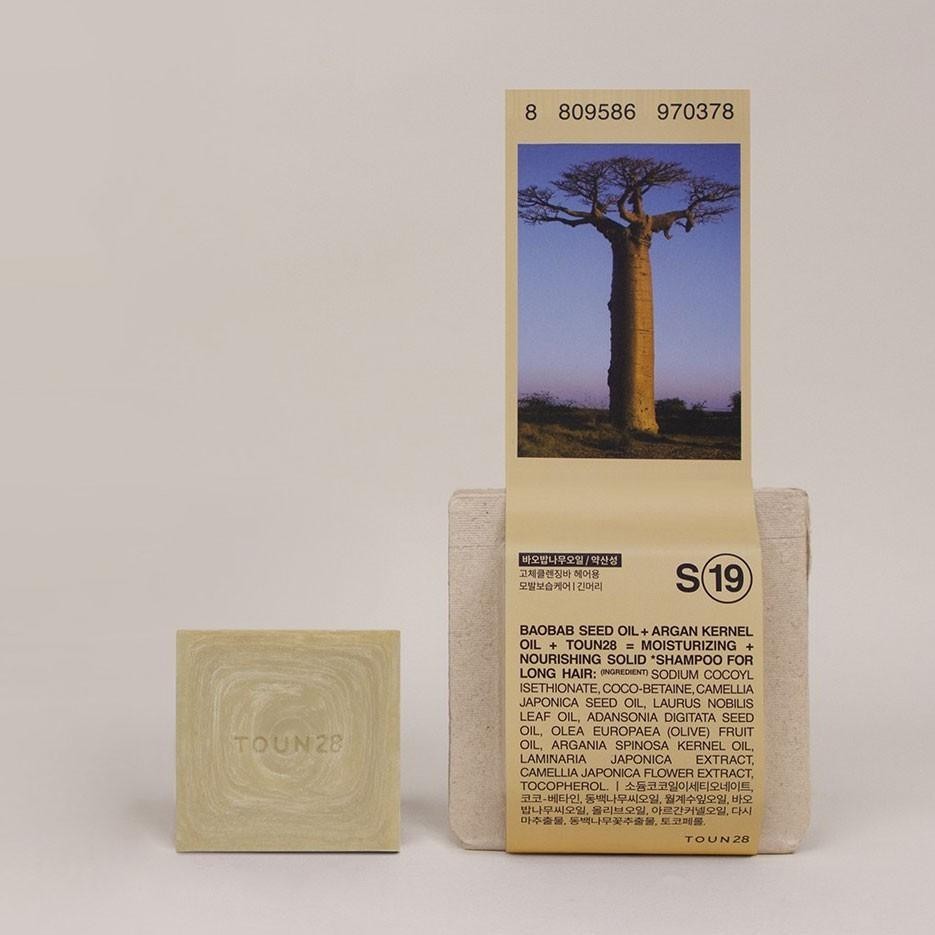 8 809586 970378
바오밥나무오일 / 약산성
고체클렌징바 헤어용
모발보습케어 | 긴머리
S 19
BAOBAB SEED OIL + ARGAN KERNEL
OIL + TOUN28 = MOISTURIZING +
NOURISHING SOLID *SHAMPOO FOR
LONG HAIR: (INGREDIENT) SODIUM COCOYL
ISETHIONATE, COCO-BETAINE, CAMELLIA
JAPONICA SEED OIL, LAURUS NOBILIS
LEAF OIL, ADANSONIA DIGITATA SEED
OIL, OLEA EUROPAEA (OLIVE) FRUIT
OIL, ARGANIA SPINOSA KERNEL OIL,
LAMINARIA JAPONICA EXTRACT,
CAMELLIA JAPONICA FLOWER EXTRACT,
TOCOPHEROL. | 소듐코코일이세티오네이트,
코코-베타인, 동백나무씨오일, 월계수잎오일, 바오
밥나무씨오일, 올리브오일, 아르간커넬오일, 다시
마추출물, 동백나무꽃추출물, 토코페롤.
TOUN28
TOUN28